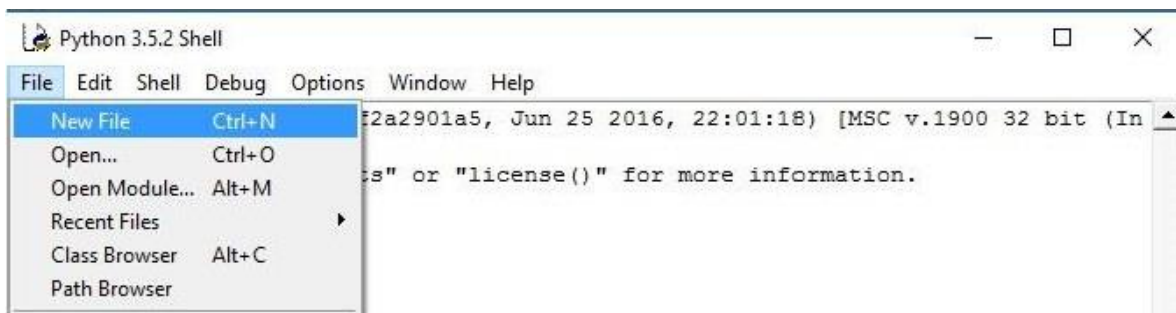 Python 3.5.2 Shell
File Edit Shell Debug Options Window Help
New File Ctrl+N
f2a2901a5, Jun 25 2016, 22:01:18) [MSC v.1900 32 bit (In
Open... Ctrl+O
s" or "license()" for more information.
Open Module... Alt+M
Recent Files
Class Browser Alt+C
Path Browser